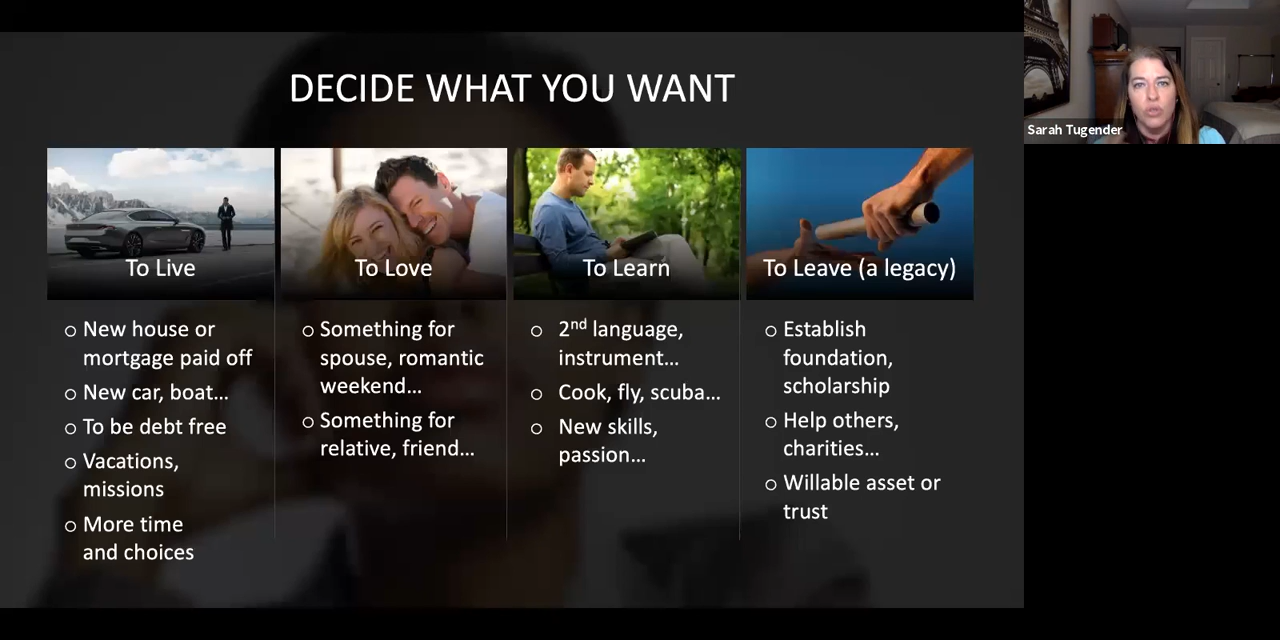 DECIDE WHAT YOU WANT
Sarah Tugender
To Live
○ New house or
mortgage paid off
○ New car, boat...
○ To be debt free
○ Vacations,
missions
○ More time
and choices
To Love
○ Something for
spouse, romantic
weekend...
○ Something for
relative, friend...
To Learn
○ 2nd language,
instrument...
○ Cook, fly, scuba...
○ New skills,
passion...
To Leave (a legacy)
○ Establish
foundation,
scholarship
○ Help others,
charities...
○ Willable asset or
trust